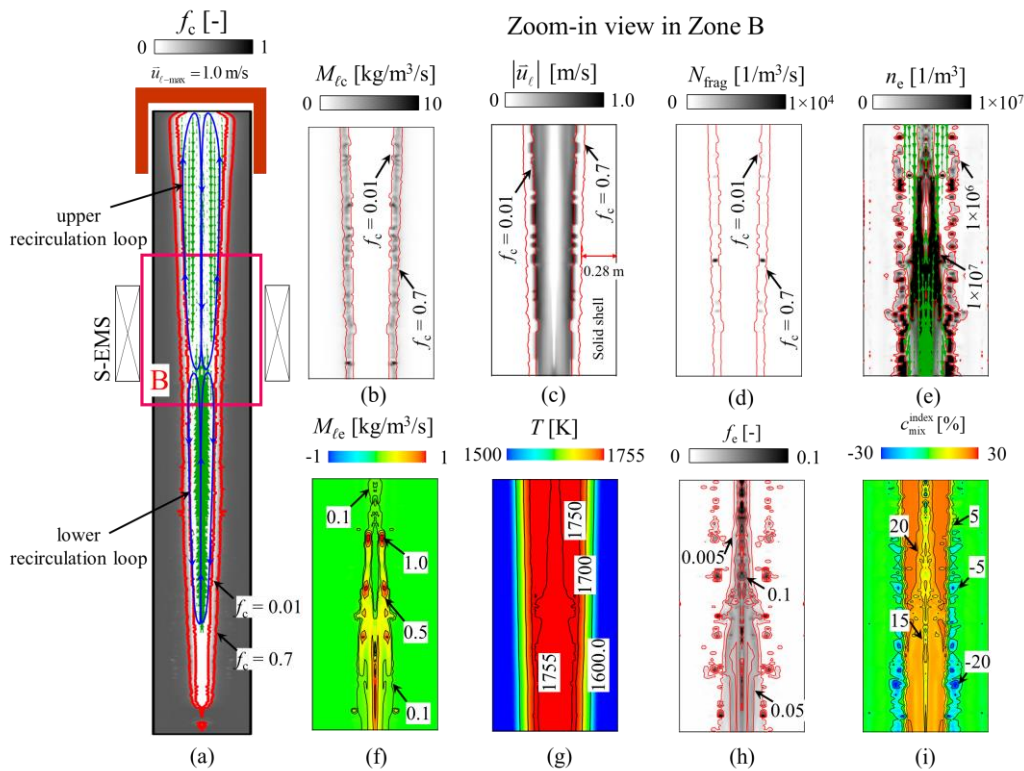 Zoom-in view in Zone B
f_c [-]
0 1
u⃗_ℓ-max = 1.0 m/s
upper
recirculation loop
S-EMS
B
lower
recirculation loop
f_c = 0.01
f_c = 0.7
(a)
M_ℓc [kg/m³/s]
0 10
f_c = 0.01
f_c = 0.7
(b)
|u⃗_ℓ| [m/s]
0 1.0
f_c = 0.01
f_c = 0.7
0.28 m
Solid shell
(c)
N_frag [1/m³/s]
0 1×10⁴
f_c = 0.01
f_c = 0.7
(d)
n_e [1/m³]
0 1×10⁷
1×10⁶
1×10⁷
(e)
M_ℓe [kg/m³/s]
-1 1
0.1
1.0
0.5
0.1
(f)
T [K]
1500 1755
1750
1700
1755
1600.0
(g)
f_e [-]
0 0.1
0.005
0.1
0.05
(h)
c_mix^index [%]
-30 30
20
5
-5
15
-20
(i)